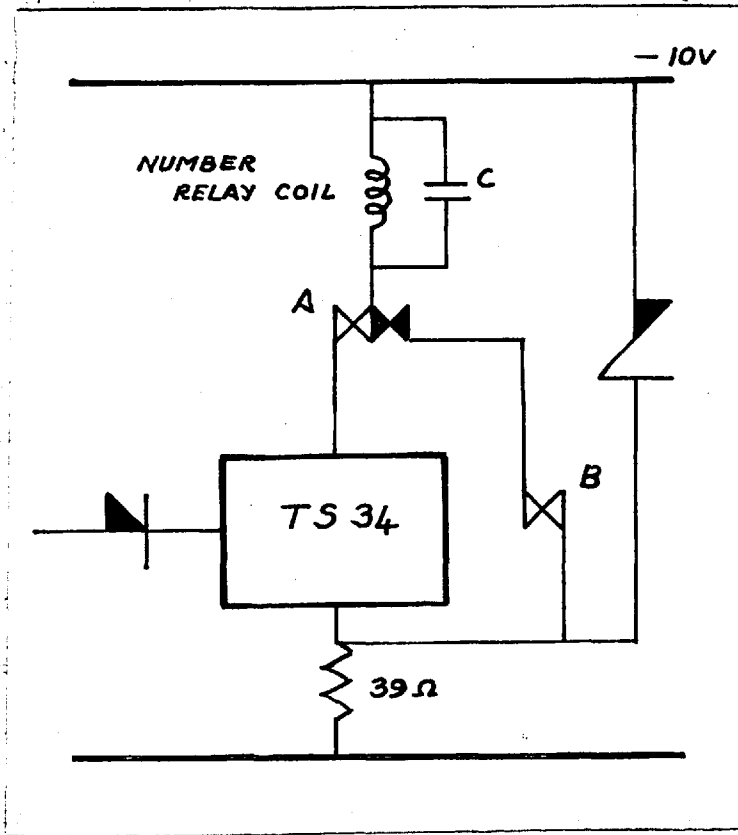 — 10V
NUMBER
RELAY COIL
C
A
B
TS 34
39Ω